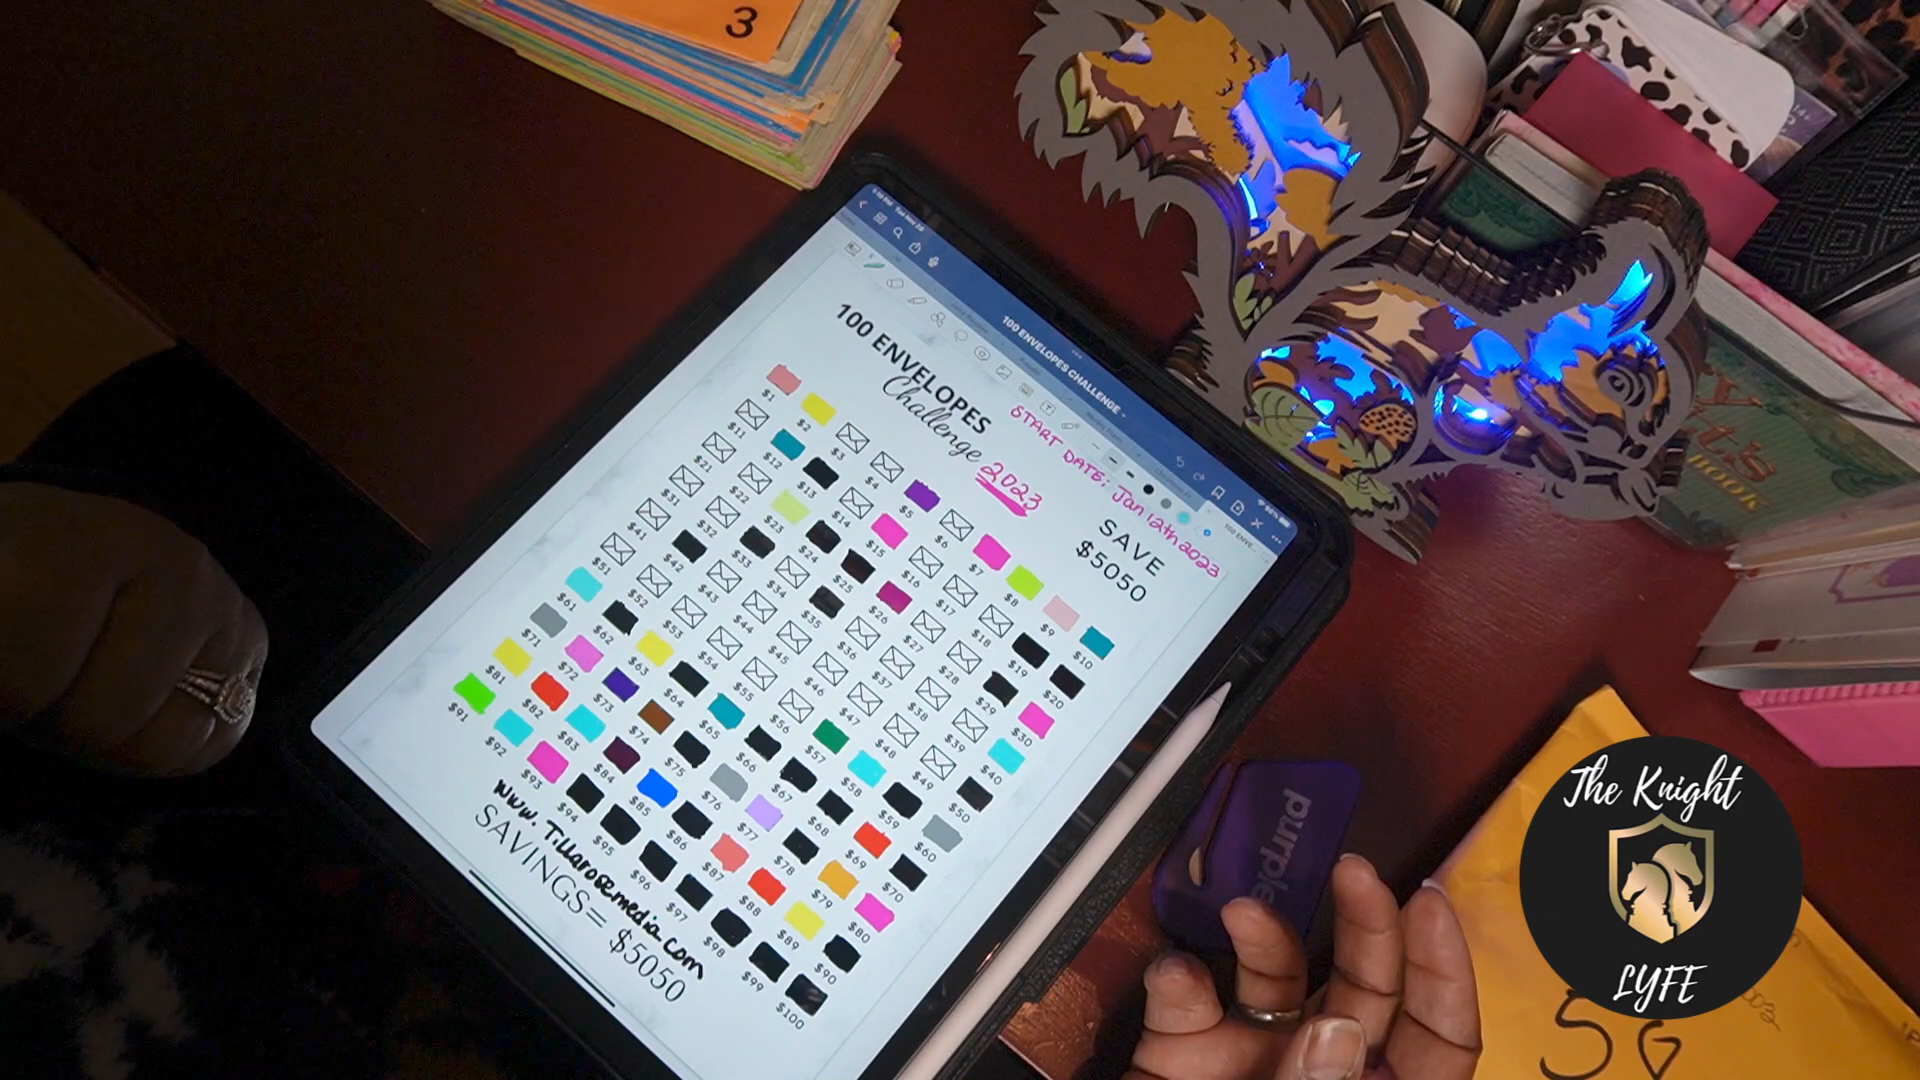 3
100 ENVELOPES CHALLENGE
100 ENVELOPES
Challenge
2023
START DATE: Jan 12th 2023
SAVE
$5050
$1 $2 $3 $4 $5 $6 $7 $8 $9 $10
$11 $12 $13 $14 $15 $16 $17 $18 $19 $20
$21 $22 $23 $24 $25 $26 $27 $28 $29 $30
$31 $32 $33 $34 $35 $36 $37 $38 $39 $40
$41 $42 $43 $44 $45 $46 $47 $48 $49 $50
$51 $52 $53 $54 $55 $56 $57 $58 $59 $60
$61 $62 $63 $64 $65 $66 $67 $68 $69 $70
$71 $72 $73 $74 $75 $76 $77 $78 $79 $80
$81 $82 $83 $84 $85 $86 $87 $88 $89 $90
$91 $92 $93 $94 $95 $96 $97 $98 $99 $100
www.Tillarosemedia.com
SAVINGS= $5050
purple
BOOK
The Knight
LYFE